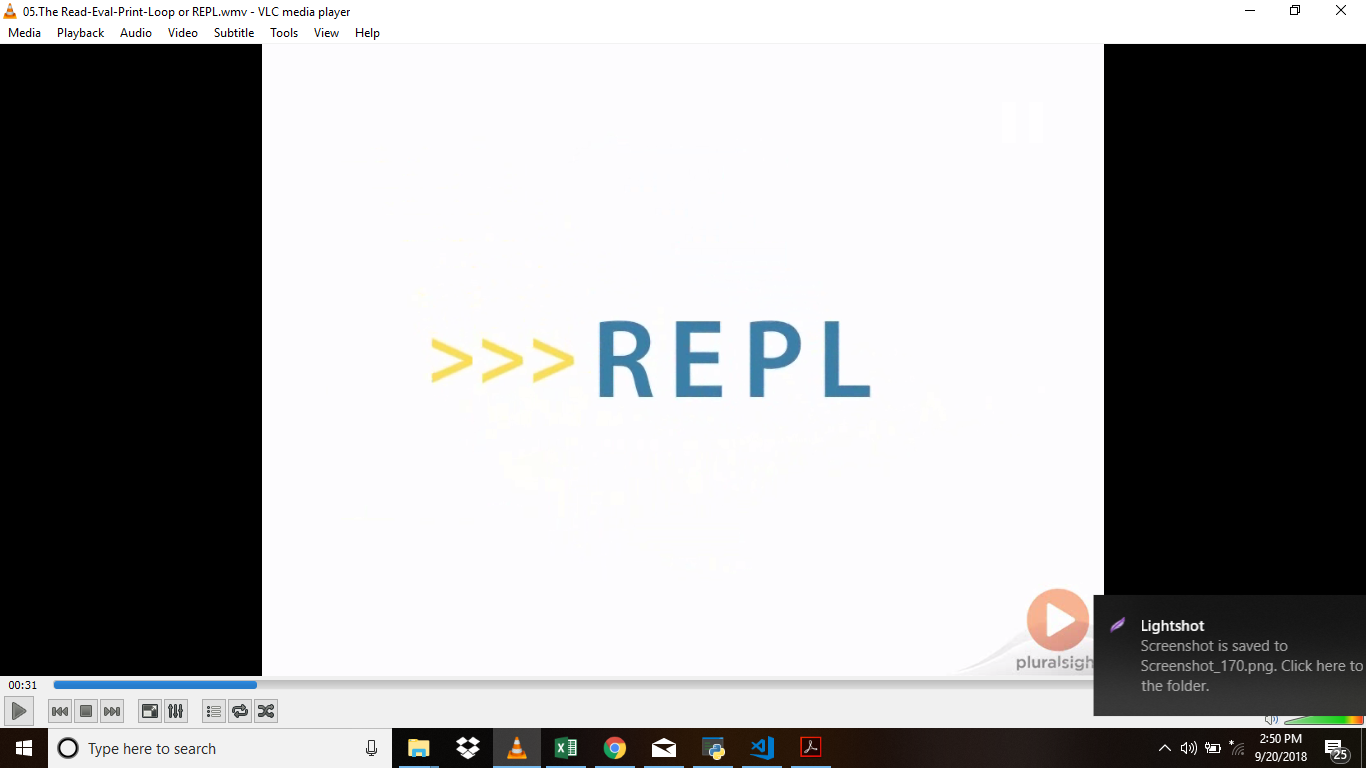 05.The Read-Eval-Print-Loop or REPL.wmv - VLC media player
Media Playback Audio Video Subtitle Tools View Help
>>> REPL
pluralsigh
Lightshot
Screenshot is saved to
Screenshot_170.png. Click here to
the folder.
00:31
Type here to search
2:50 PM
9/20/2018
25